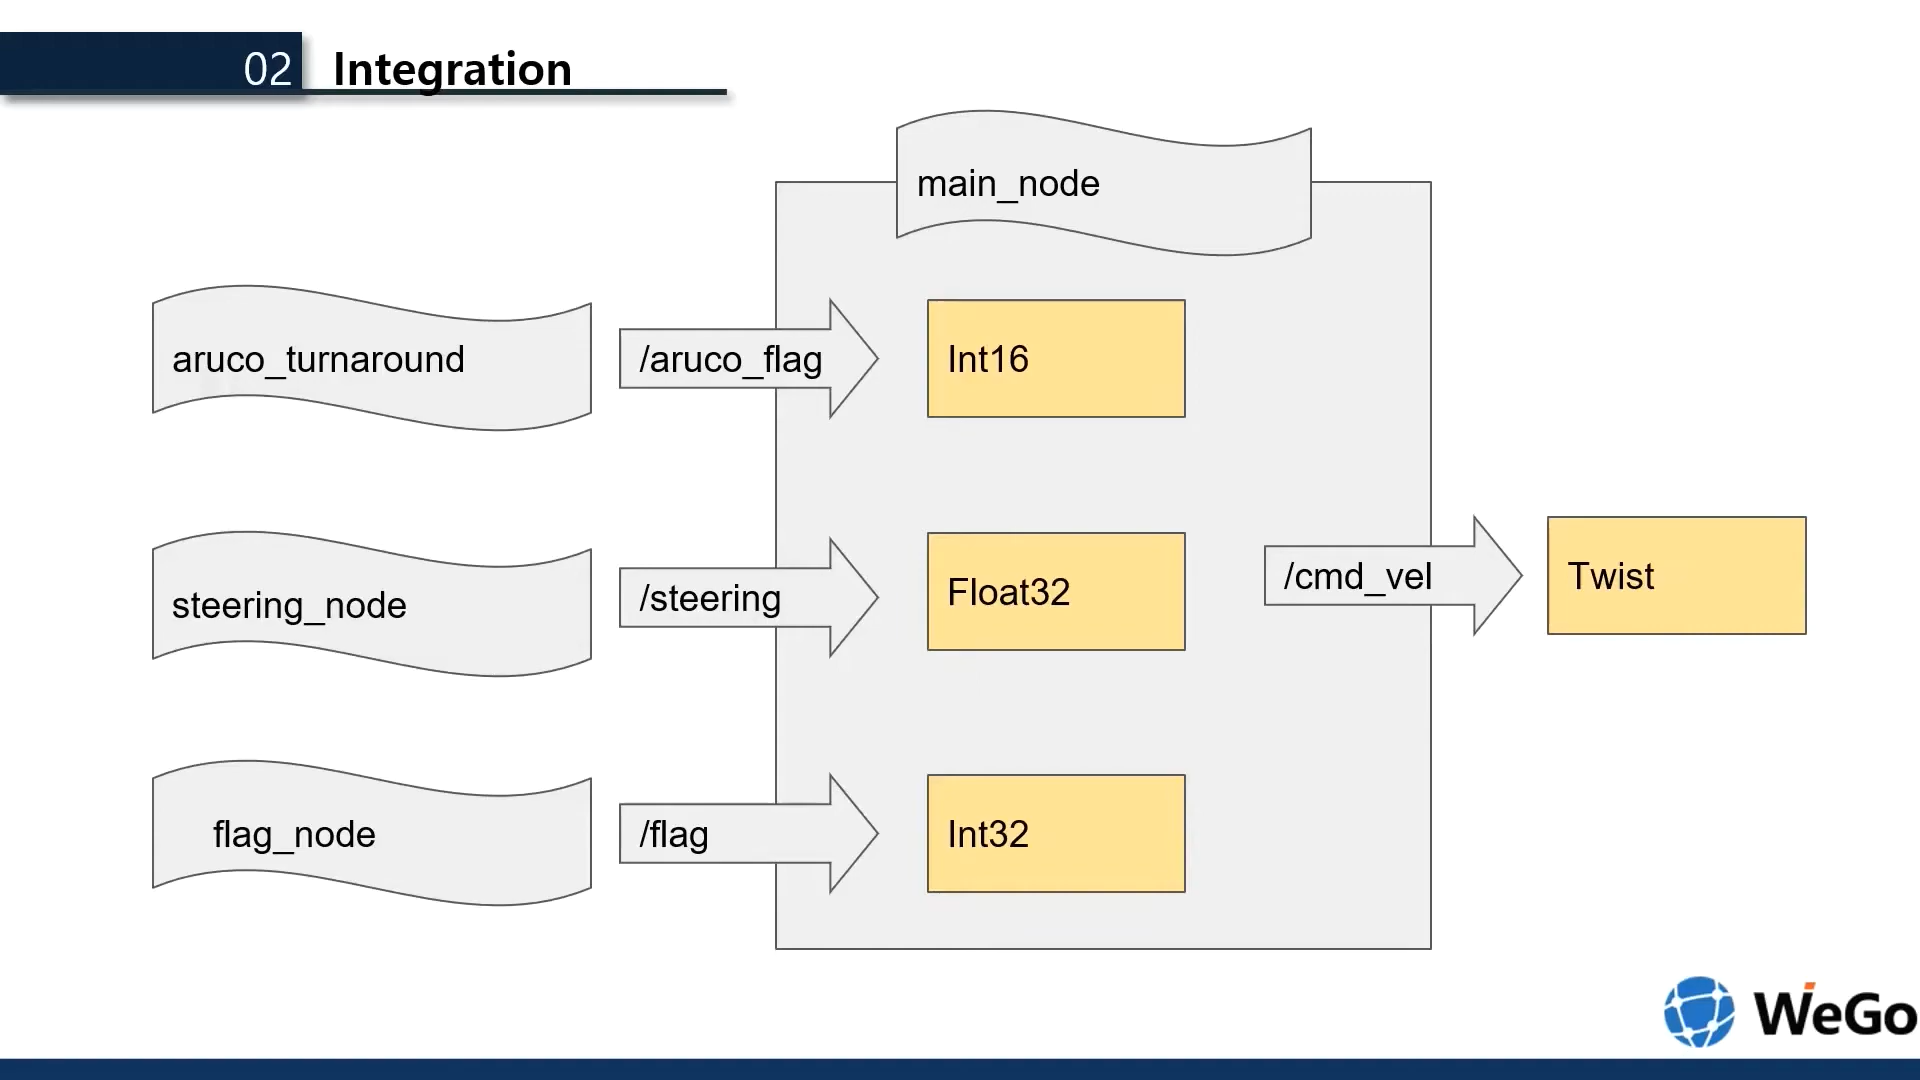 02 Integration
main_node
aruco_turnaround
/aruco_flag
Int16
steering_node
/steering
Float32
/cmd_vel
Twist
flag_node
/flag
Int32
WeGo